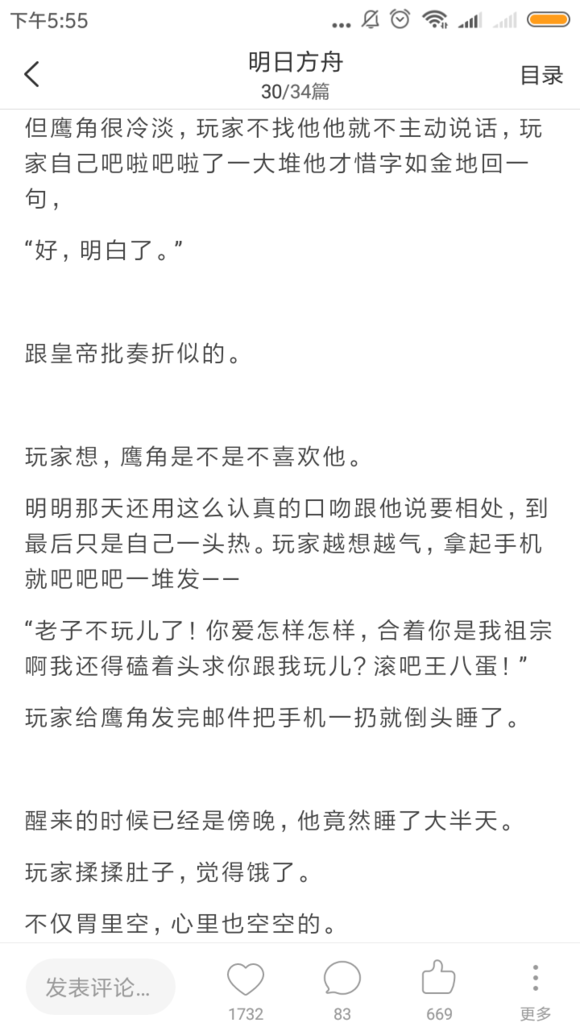 下午5:55
明日方舟
目录
30/34篇
但鹰角很冷淡，玩家不找他他就不主动说话，玩
家自己吧啦吧啦了一大堆他才惜字如金地回一
句，
“好，明白了。”
跟皇帝批奏折似的。
玩家想，鹰角是不是不喜欢他。
明明那天还用这么认真的口吻跟他说要相处，到
最后只是自己一头热。玩家越想越气，拿起手机
就吧吧吧一堆发——
“老子不玩儿了！你爱怎样怎样，合着你是我祖宗
啊我还得磕着头求你跟我玩儿？滚吧王八蛋！”
玩家给鹰角发完邮件把手机一扔就倒头睡了。
醒来的时候已经是傍晚，他竟然睡了大半天。
玩家揉揉肚子，觉得饿了。
不仅胃里空，心里也空空的。
发表评论...
1732
83
669
更多